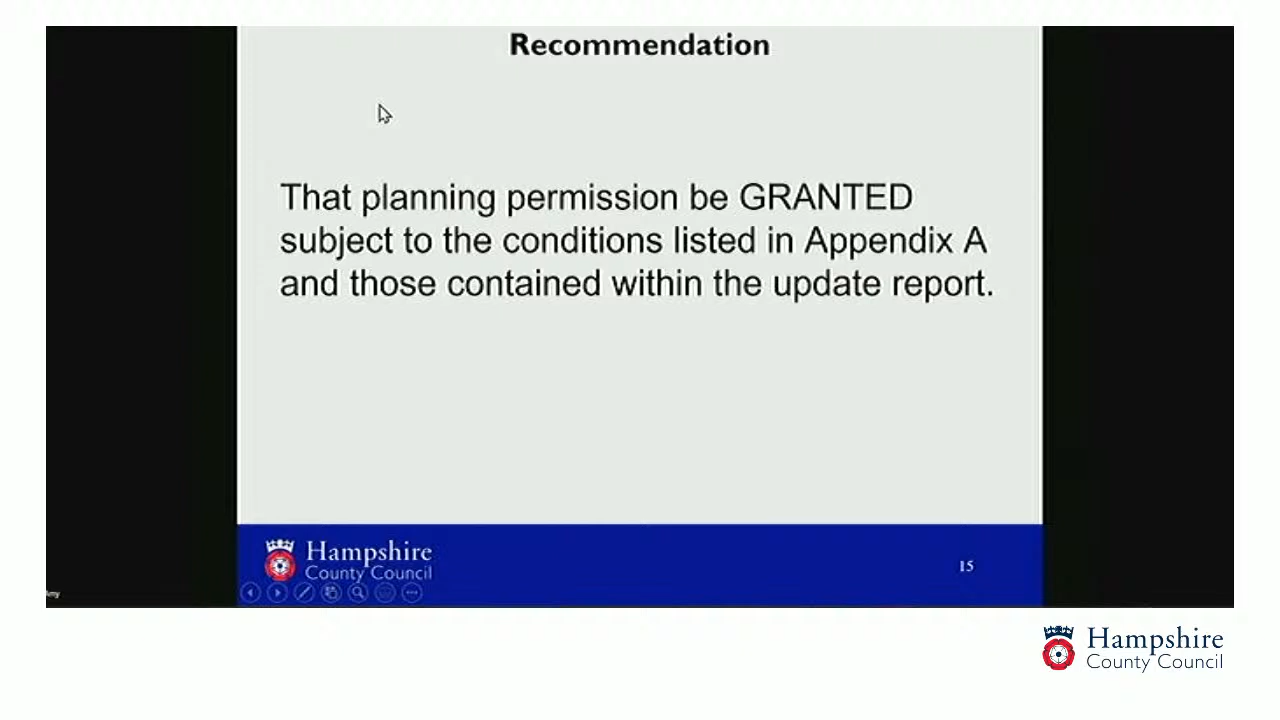 Recommendation
That planning permission be GRANTED
subject to the conditions listed in Appendix A
and those contained within the update report.
Hampshire
County Council
15
Hampshire
County Council